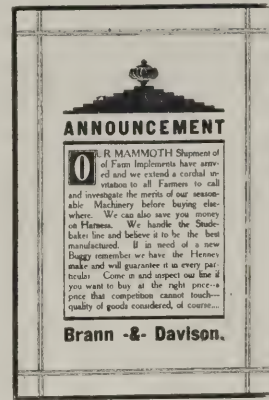 ANNOUNCEMENT
OUR MAMMOTH Shipment of
of Farm Implements have arriv-
ed and we extend a cordial in-
vitation to all Farmers to call
and investigate the merits of our season-
able Machinery before buying else-
where. We can also save you money
on Harness. We handle the Stude-
baker line and believe it to be the best
manufactured. If in need of a new
Buggy remember we have the Henney
make and will guarantee it in every par-
ticular Come in and inspect our line if
you want to buy at the right price--a
price that competition cannot touch---
quality of goods considered, of course....
Brann -&- Davison.